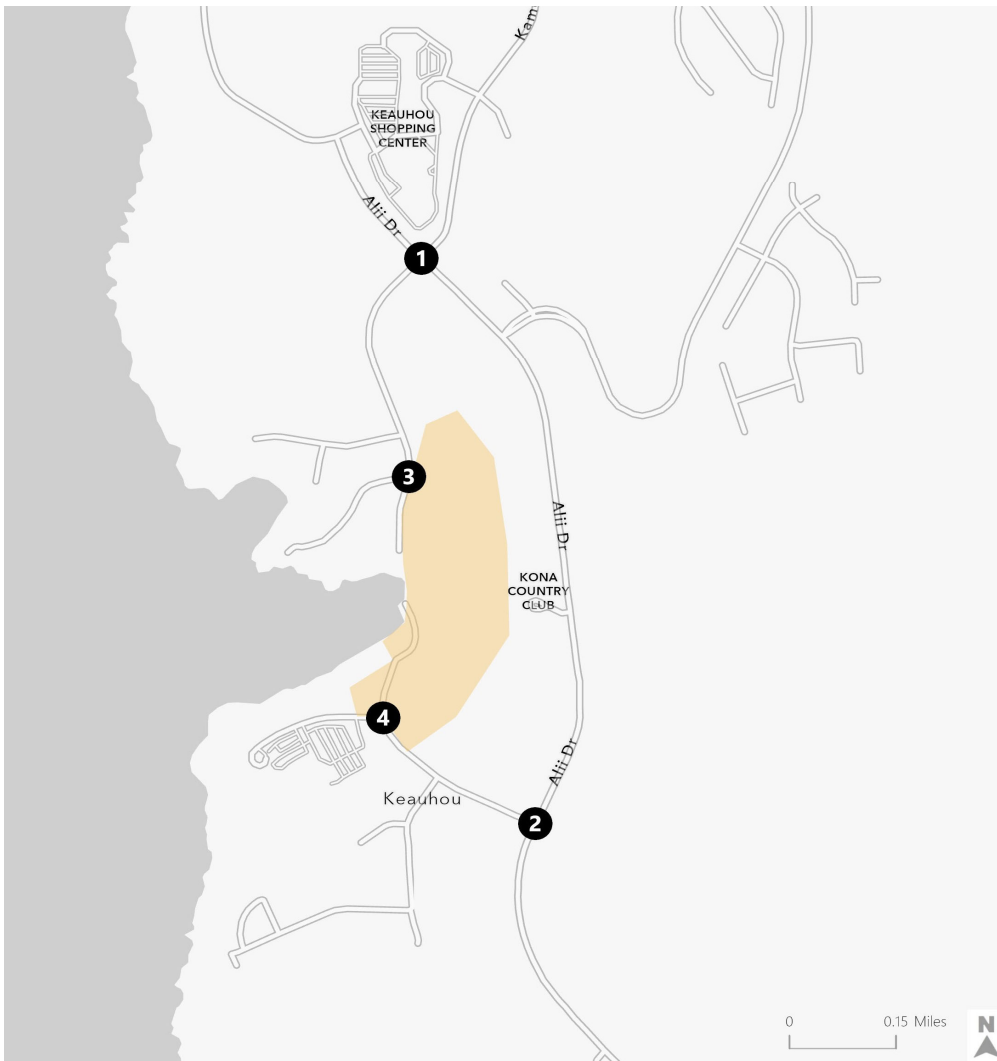 Kam
KEAUHOU
SHOPPING
CENTER
Alii Dr
1
3
Alii Dr
KONA
COUNTRY
CLUB
4
Alii Dr
Keauhou
2
0 0.15 Miles
N